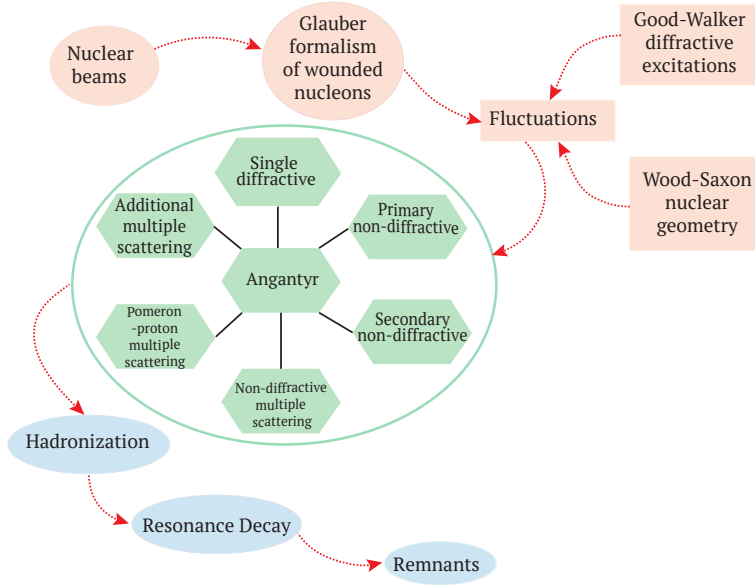 Nuclear
beams
Glauber
formalism
of wounded
nucleons
Good-Walker
diffractive
excitations
Fluctuations
Wood-Saxon
nuclear
geometry
Single
diffractive
Additional
multiple
scattering
Primary
non-diffractive
Angantyr
Pomeron
-proton
multiple
scattering
Secondary
non-diffractive
Non-diffractive
multiple
scattering
Hadronization
Resonance Decay
Remnants